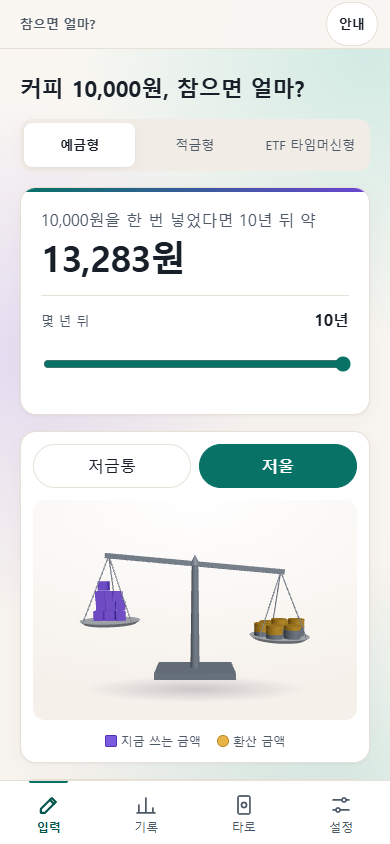 참으면 얼마?
안내
커피 10,000원, 참으면 얼마?
예금형
적금형
ETF 타임머신형
10,000원을 한 번 넣었다면 10년 뒤 약
13,283원
몇 년 뒤
10년
저금통
저울
지금 쓰는 금액
환산 금액
입력
기록
타로
설정